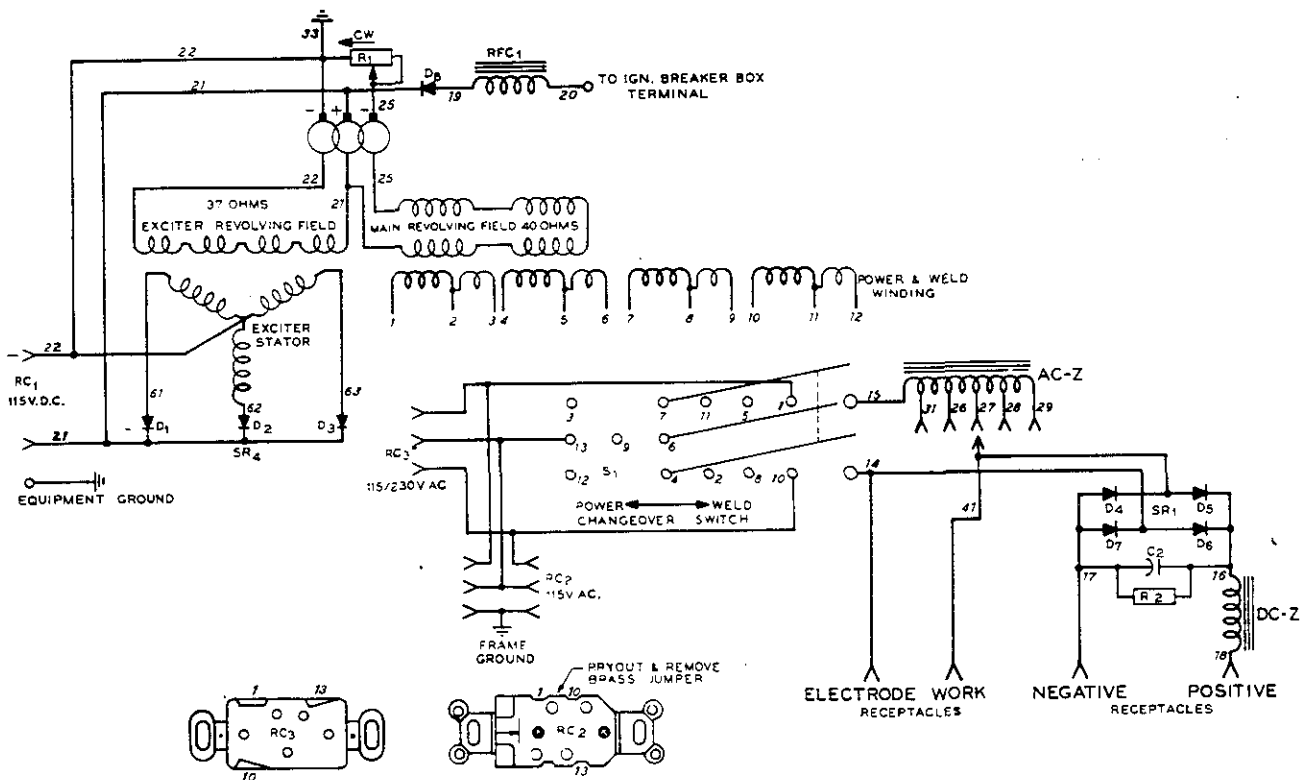 33
CW
22
R1
RFC1
D8
19
20
TO IGN. BREAKER BOX
TERMINAL
21
25
- + -
22
21
25
37 OHMS
EXCITER REVOLVING FIELD
MAIN REVOLVING FIELD 40 OHMS
POWER & WELD
WINDING
1 2 3 4 5 6 7 8 9 10 11 12
EXCITER
STATOR
- 22
RC1
115V.D.C.
61
62
63
- D1
D2
D3
21
SR4
EQUIPMENT GROUND
3 7 11 5 1
15
AC-Z
31 26 27 28 29
RC3
13 9 6
115/230V AC
12 S1 4 2 8 10
14
POWER WELD
CHANGEOVER SWITCH
41
D4 SR1 D5
D7 D6
C2
17 16
R2
RC2
115V AC.
FRAME
GROUND
DC-Z
18
ELECTRODE WORK
RECEPTACLES
NEGATIVE POSITIVE
RECEPTACLES
PRYOUT & REMOVE
BRASS JUMPER
1 13
RC3
10
1 10
RC2
13